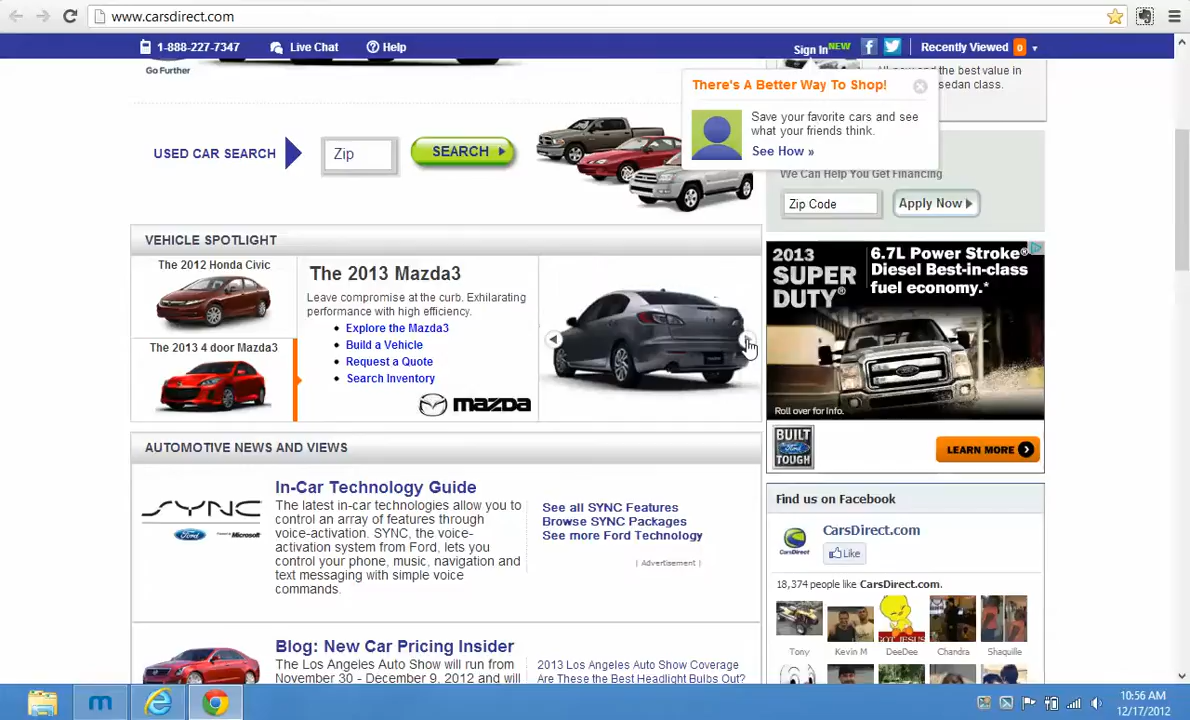 www.carsdirect.com
1-888-227-7347
Live Chat
Help
Sign In NEW
Recently Viewed 0
Go Further
the best value in
sedan class.
There's A Better Way To Shop!
Save your favorite cars and see
what your friends think.
See How »
USED CAR SEARCH
Zip
SEARCH
We Can Help You Get Financing
Zip Code
Apply Now
VEHICLE SPOTLIGHT
The 2012 Honda Civic
The 2013 4 door Mazda3
The 2013 Mazda3
Leave compromise at the curb. Exhilarating
performance with high efficiency.
Explore the Mazda3
Build a Vehicle
Request a Quote
Search Inventory
mazda
2013
SUPER
DUTY®
6.7L Power Stroke®
Diesel Best-in-class
fuel economy.*
Roll over for info.
BUILT
Ford
TOUGH
LEARN MORE
AUTOMOTIVE NEWS AND VIEWS
SYNC
Ford
Powered by Microsoft
In-Car Technology Guide
The latest in-car technologies allow you to
control an array of features through
voice-activation. SYNC, the voice-
activation system from Ford, lets you
control your phone, music, navigation and
text messaging with simple voice
commands.
See all SYNC Features
Browse SYNC Packages
See more Ford Technology
| Advertisement |
Find us on Facebook
CarsDirect
CarsDirect.com
Like
18,374 people like CarsDirect.com.
GOT JESUS
Tony
Kevin M
DeeDee
Chandra
Shaquille
Blog: New Car Pricing Insider
The Los Angeles Auto Show will run from
November 30 - December 9, 2012 and will
2013 Los Angeles Auto Show Coverage
Are These the Best Headlight Bulbs Out?
10:56 AM
12/17/2012